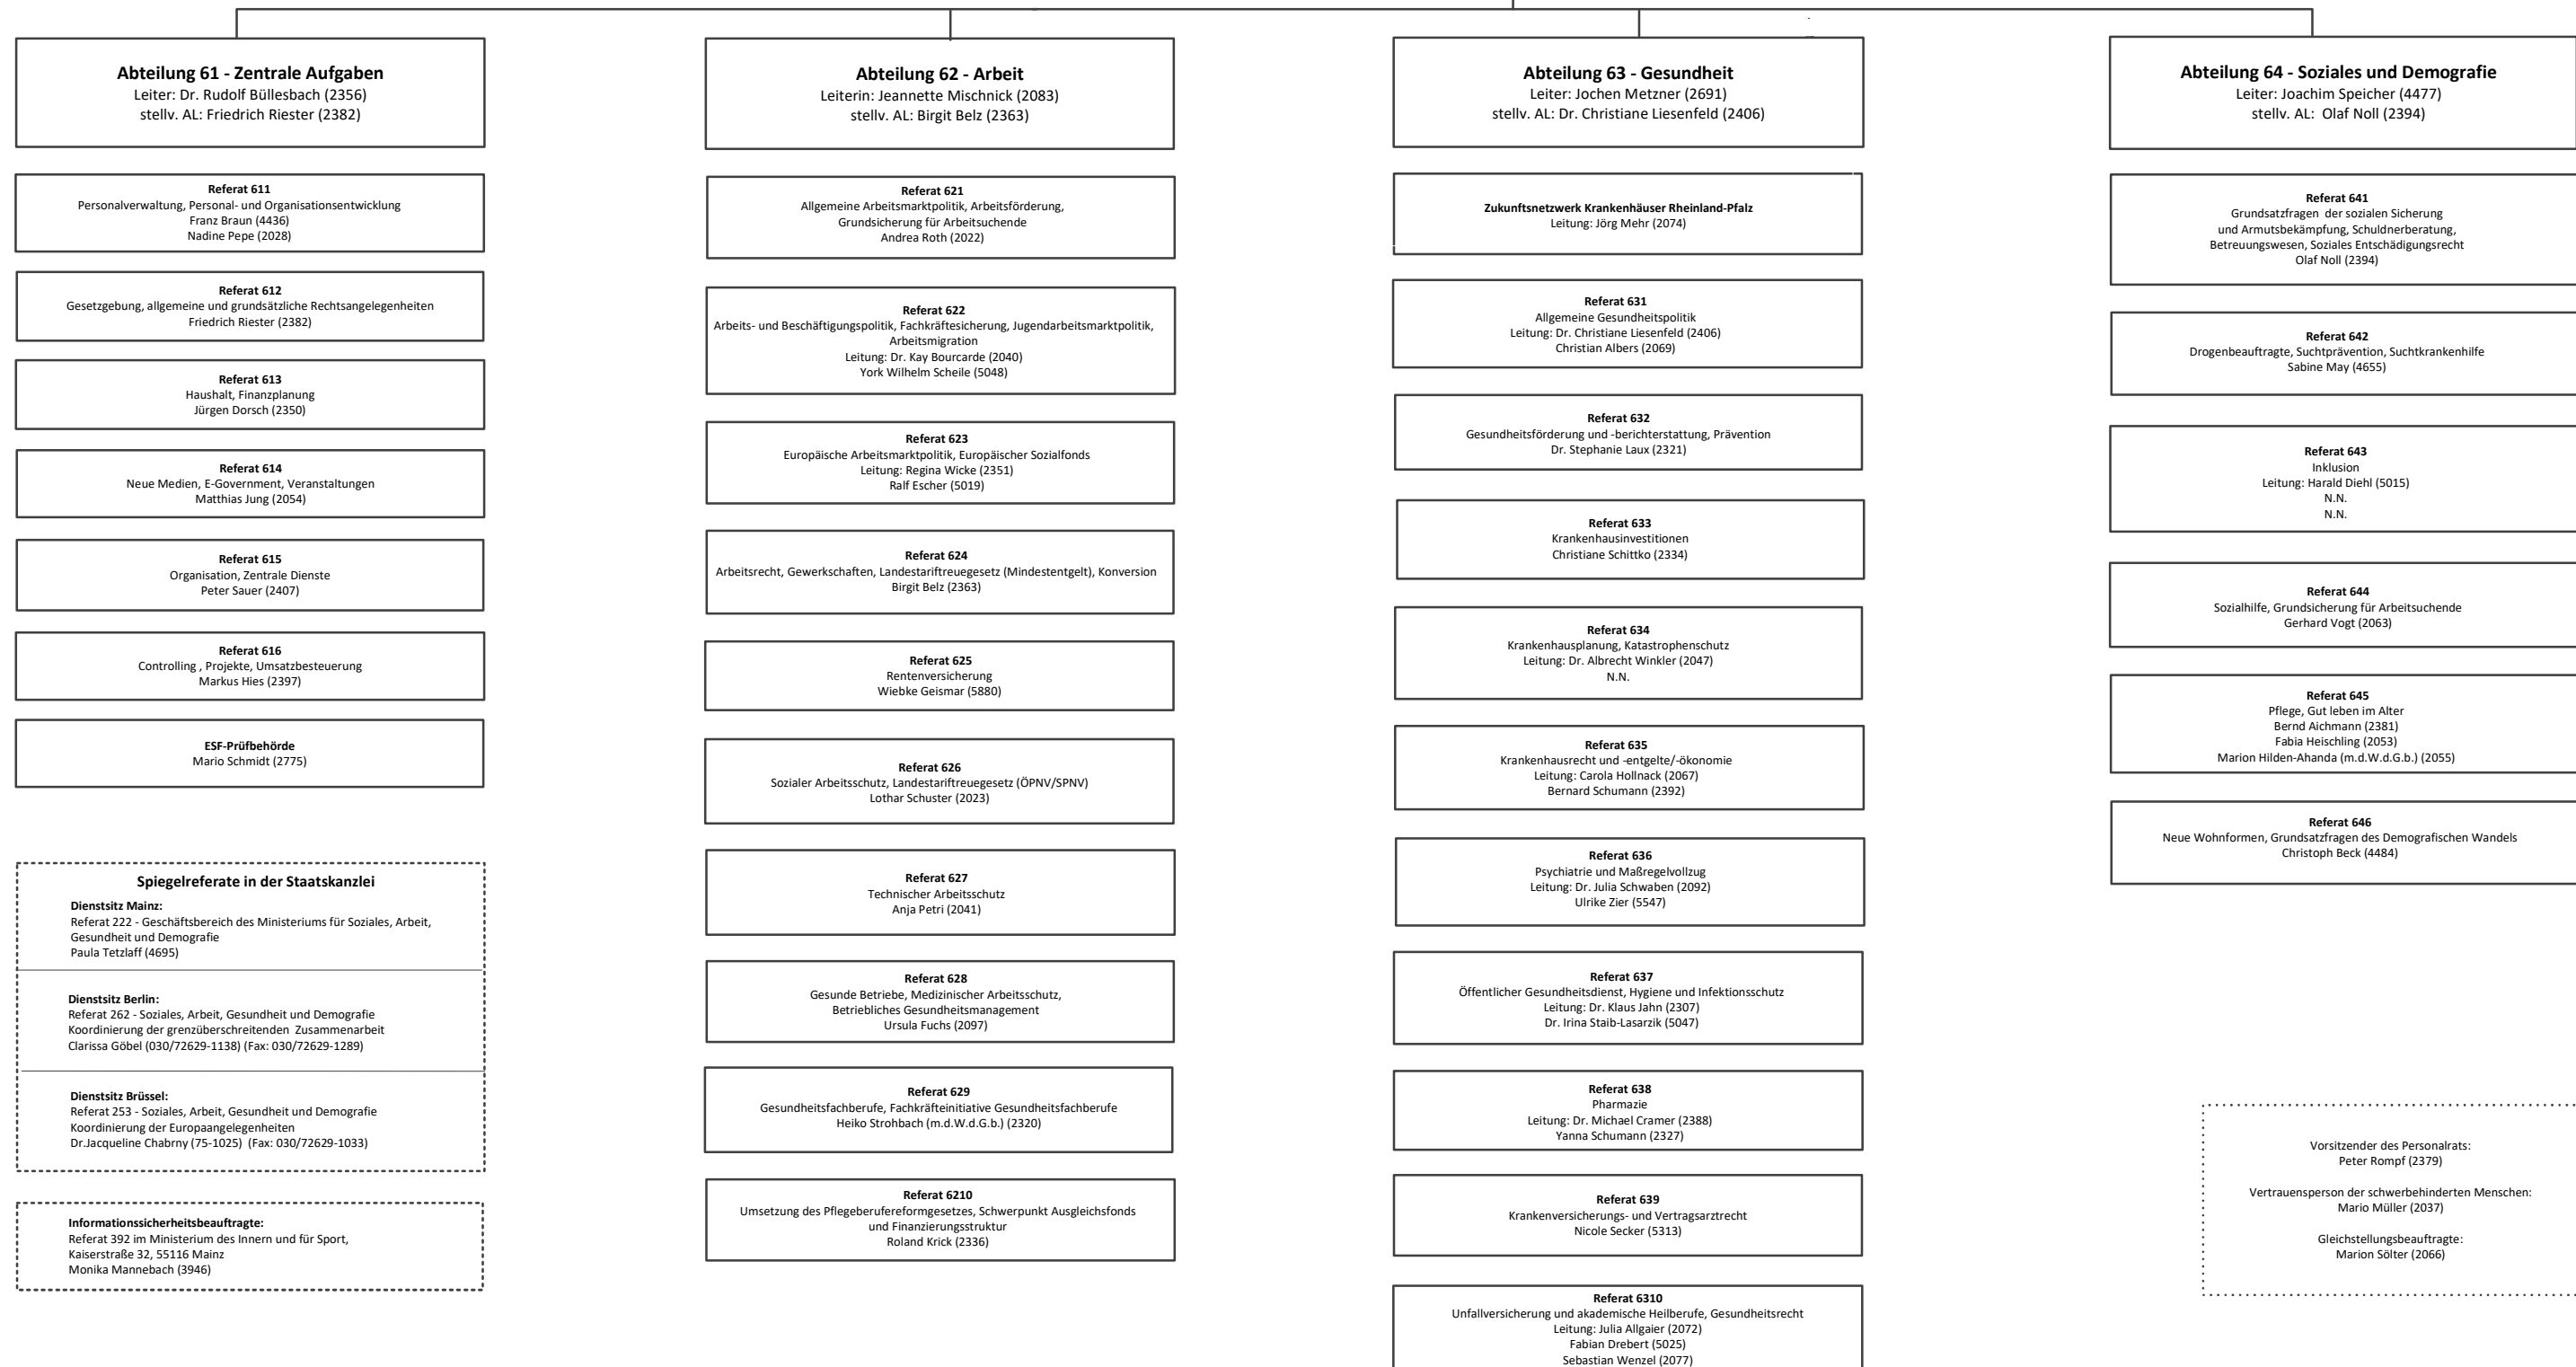 Abteilung 61 - Zentrale Aufgaben
Leiter: Dr. Rudolf Büllesbach (2356)
stellv. AL: Friedrich Riester (2382)
Referat 611
Personalverwaltung, Personal- und Organisationsentwicklung
Franz Braun (4436)
Nadine Pepe (2028)
Referat 612
Gesetzgebung, allgemeine und grundsätzliche Rechtsangelegenheiten
Friedrich Riester (2382)
Referat 613
Haushalt, Finanzplanung
Jürgen Dorsch (2350)
Referat 614
Neue Medien, E-Government, Veranstaltungen
Matthias Jung (2054)
Referat 615
Organisation, Zentrale Dienste
Peter Sauer (2407)
Referat 616
Controlling , Projekte, Umsatzbesteuerung
Markus Hies (2397)
ESF-Prüfbehörde
Mario Schmidt (2775)
Spiegelreferate in der Staatskanzlei
Dienstsitz Mainz:
Referat 222 - Geschäftsbereich des Ministeriums für Soziales, Arbeit,
Gesundheit und Demografie
Paula Tetzlaff (4695)
Dienstsitz Berlin:
Referat 262 - Soziales, Arbeit, Gesundheit und Demografie
Koordinierung der grenzüberschreitenden  Zusammenarbeit
Clarissa Göbel (030/72629-1138) (Fax: 030/72629-1289)
Dienstsitz Brüssel:
Referat 253 - Soziales, Arbeit, Gesundheit und Demografie
Koordinierung der Europaangelegenheiten
Dr.Jacqueline Chabrny (75-1025)  (Fax: 030/72629-1033)
Informationssicherheitsbeauftragte:
Referat 392 im Ministerium des Innern und für Sport,
Kaiserstraße 32, 55116 Mainz
Monika Mannebach (3946)
Abteilung 62 - Arbeit
Leiterin: Jeannette Mischnick (2083)
stellv. AL: Birgit Belz (2363)
Referat 621
Allgemeine Arbeitsmarktpolitik, Arbeitsförderung,
Grundsicherung für Arbeitsuchende
Andrea Roth (2022)
Referat 622
Arbeits- und Beschäftigungspolitik, Fachkräftesicherung, Jugendarbeitsmarktpolitik,
Arbeitsmigration
Leitung: Dr. Kay Bourcarde (2040)
York Wilhelm Scheile (5048)
Referat 623
Europäische Arbeitsmarktpolitik, Europäischer Sozialfonds
Leitung: Regina Wicke (2351)
Ralf Escher (5019)
Referat 624
Arbeitsrecht, Gewerkschaften, Landestariftreuegesetz (Mindestentgelt), Konversion
Birgit Belz (2363)
Referat 625
Rentenversicherung
Wiebke Geismar (5880)
Referat 626
Sozialer Arbeitsschutz, Landestariftreuegesetz (ÖPNV/SPNV)
Lothar Schuster (2023)
Referat 627
Technischer Arbeitsschutz
Anja Petri (2041)
Referat 628
Gesunde Betriebe, Medizinischer Arbeitsschutz,
Betriebliches Gesundheitsmanagement
Ursula Fuchs (2097)
Referat 629
Gesundheitsfachberufe, Fachkräfteinitiative Gesundheitsfachberufe
Heiko Strohbach (m.d.W.d.G.b.) (2320)
Referat 6210
Umsetzung des Pflegeberufereformgesetzes, Schwerpunkt Ausgleichsfonds
und Finanzierungsstruktur
Roland Krick (2336)
Abteilung 63 - Gesundheit
Leiter: Jochen Metzner (2691)
stellv. AL: Dr. Christiane Liesenfeld (2406)
Zukunftsnetzwerk Krankenhäuser Rheinland-Pfalz
Leitung: Jörg Mehr (2074)
Referat 631
Allgemeine Gesundheitspolitik
Leitung: Dr. Christiane Liesenfeld (2406)
Christian Albers (2069)
Referat 632
Gesundheitsförderung und -berichterstattung, Prävention
Dr. Stephanie Laux (2321)
Referat 633
Krankenhausinvestitionen
Christiane Schittko (2334)
Referat 634
Krankenhausplanung, Katastrophenschutz
Leitung: Dr. Albrecht Winkler (2047)
N.N.
Referat 635
Krankenhausrecht und -entgelte/-ökonomie
Leitung: Carola Hollnack (2067)
Bernard Schumann (2392)
Referat 636
Psychiatrie und Maßregelvollzug
Leitung: Dr. Julia Schwaben (2092)
Ulrike Zier (5547)
Referat 637
Öffentlicher Gesundheitsdienst, Hygiene und Infektionsschutz
Leitung: Dr. Klaus Jahn (2307)
Dr. Irina Staib-Lasarzik (5047)
Referat 638
Pharmazie
Leitung: Dr. Michael Cramer (2388)
Yanna Schumann (2327)
Referat 639
Krankenversicherungs- und Vertragsarztrecht
Nicole Secker (5313)
Referat 6310
Unfallversicherung und akademische Heilberufe, Gesundheitsrecht
Leitung: Julia Allgaier (2072)
Fabian Drebert (5025)
Sebastian Wenzel (2077)
Abteilung 64 - Soziales und Demografie
Leiter: Joachim Speicher (4477)
stellv. AL:  Olaf Noll (2394)
Referat 641
Grundsatzfragen  der sozialen Sicherung
und Armutsbekämpfung, Schuldnerberatung,
Betreuungswesen, Soziales Entschädigungsrecht
Olaf Noll (2394)
Referat 642
Drogenbeauftragte, Suchtprävention, Suchtkrankenhilfe
Sabine May (4655)
Referat 643
Inklusion
Leitung: Harald Diehl (5015)
N.N.
N.N.
Referat 644
Sozialhilfe, Grundsicherung für Arbeitsuchende
Gerhard Vogt (2063)
Referat 645
Pflege, Gut leben im Alter
Bernd Aichmann (2381)
Fabia Heischling (2053)
Marion Hilden-Ahanda (m.d.W.d.G.b.) (2055)
Referat 646
Neue Wohnformen, Grundsatzfragen des Demografischen Wandels
Christoph Beck (4484)
Vorsitzender des Personalrats:
Peter Rompf (2379)
Vertrauensperson der schwerbehinderten Menschen:
Mario Müller (2037)
Gleichstellungsbeauftragte:
Marion Sölter (2066)